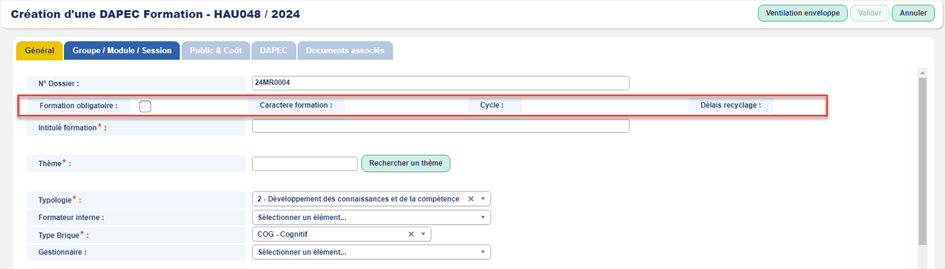 Création d'une DAPEC Formation - HAU048 / 2024
Ventilation enveloppe Valider Annuler
Général Groupe / Module / Session Public & Coût DAPEC Documents associés
N° Dossier : 24MR0004
Formation obligatoire : Caractere formation : Cycle : Délais recyclage :
Intitulé formation* :
Thème* : Rechercher un thème
Typologie* : 2 - Développement des connaissances et de la compétence
Formateur interne : Sélectionner un élément...
Type Brique* : COG - Cognitif
Gestionnaire : Sélectionner un élément...